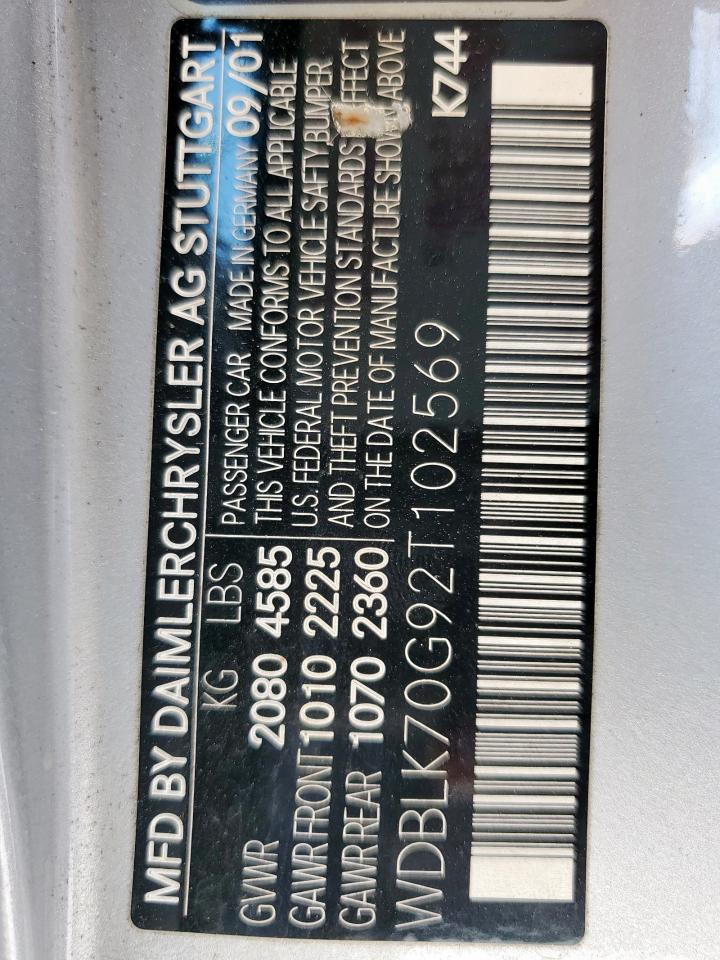 MFD BY DAIMLERCHRYSLER AG STUTTGART
KG LBS
GVWR 2080 4585
GAWR FRONT 1010 2225
GAWR REAR 1070 2360
PASSENGER CAR MADE IN GERMANY 09/01
THIS VEHICLE CONFORMS TO ALL APPLICABLE
U.S. FEDERAL MOTOR VEHICLE SAFTY BUMPER
AND THEFT PREVENTION STANDARDS EFFECT
ON THE DATE OF MANUFACTURE SHOWN ABOVE
WDBLK70G92T102569 K744